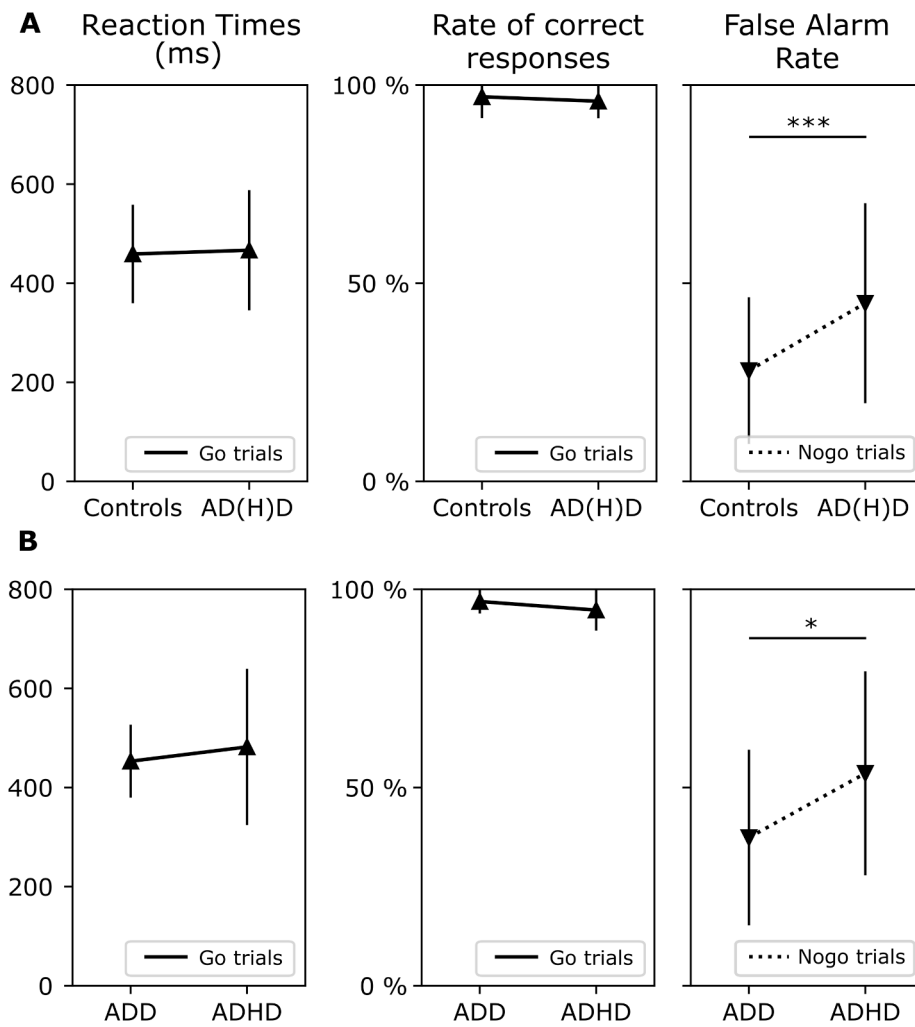 A
Reaction Times
(ms)
Rate of correct
responses
False Alarm
Rate
800
600
400
200
0
Go trials
Controls AD(H)D
100 %
50 %
0 %
Go trials
Controls AD(H)D
***
Nogo trials
Controls AD(H)D
B
800
600
400
200
0
Go trials
ADD ADHD
100 %
50 %
0 %
Go trials
ADD ADHD
*
Nogo trials
ADD ADHD